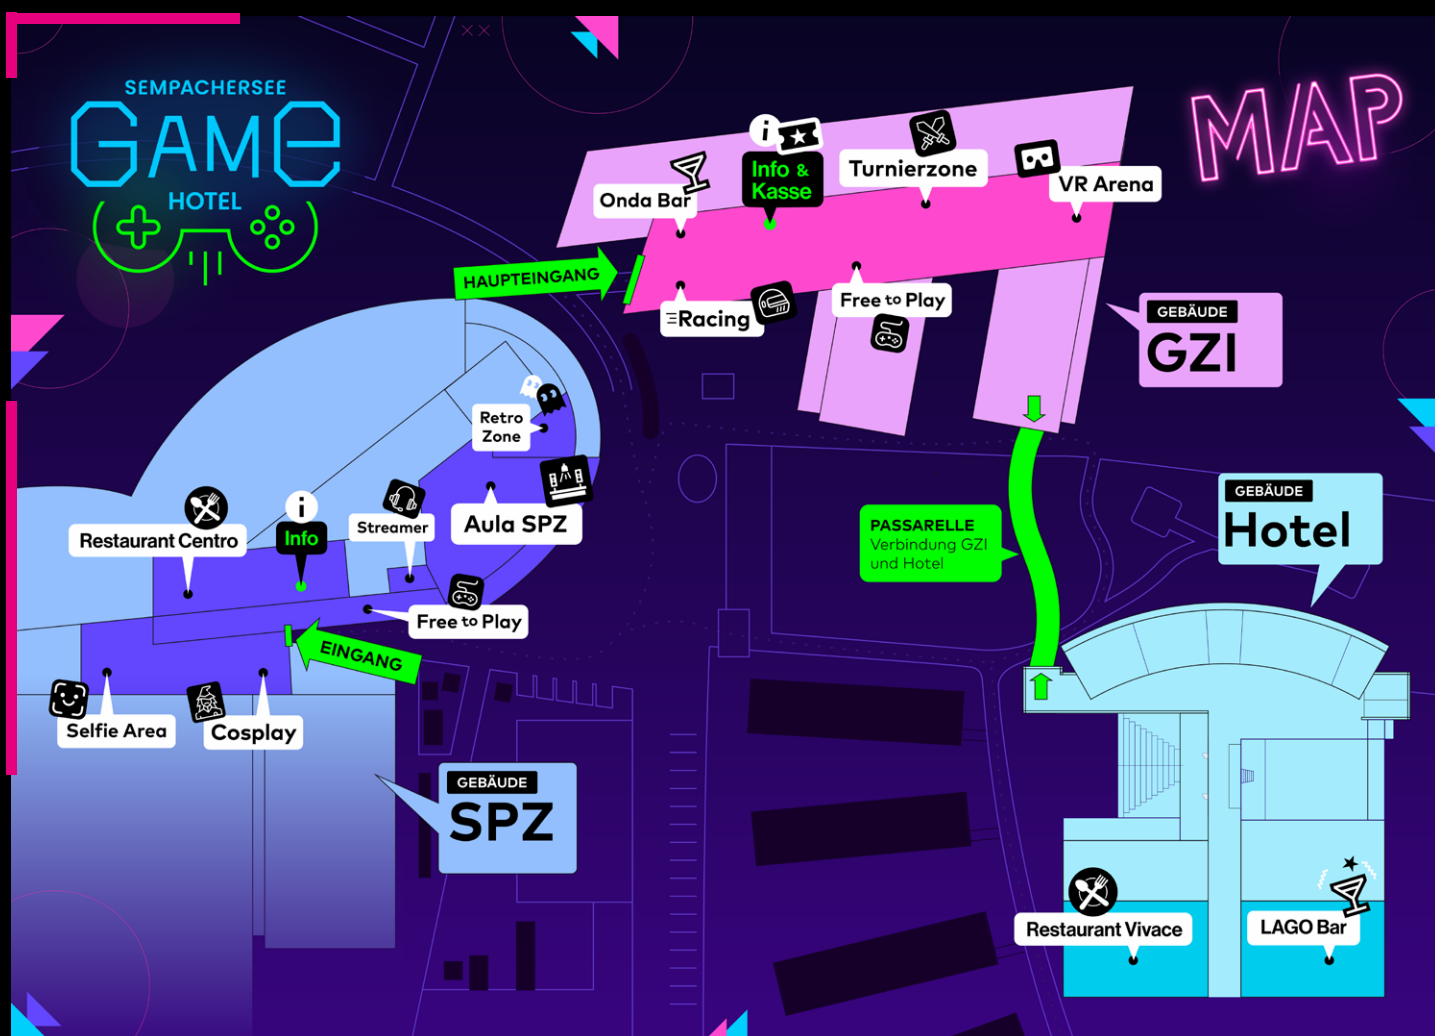 SEMPACHERSEE
GAME
HOTEL
MAP
Onda Bar
Info &
Kasse
Turnierzone
VR Arena
HAUPTEINGANG
Racing
Free to Play
GEBÄUDE
GZI
Retro
Zone
Aula SPZ
Streamer
Info
Restaurant Centro
Free to Play
EINGANG
Selfie Area
Cosplay
GEBÄUDE
SPZ
PASSARELLE
Verbindung GZI
und Hotel
GEBÄUDE
Hotel
Restaurant Vivace
LAGO Bar